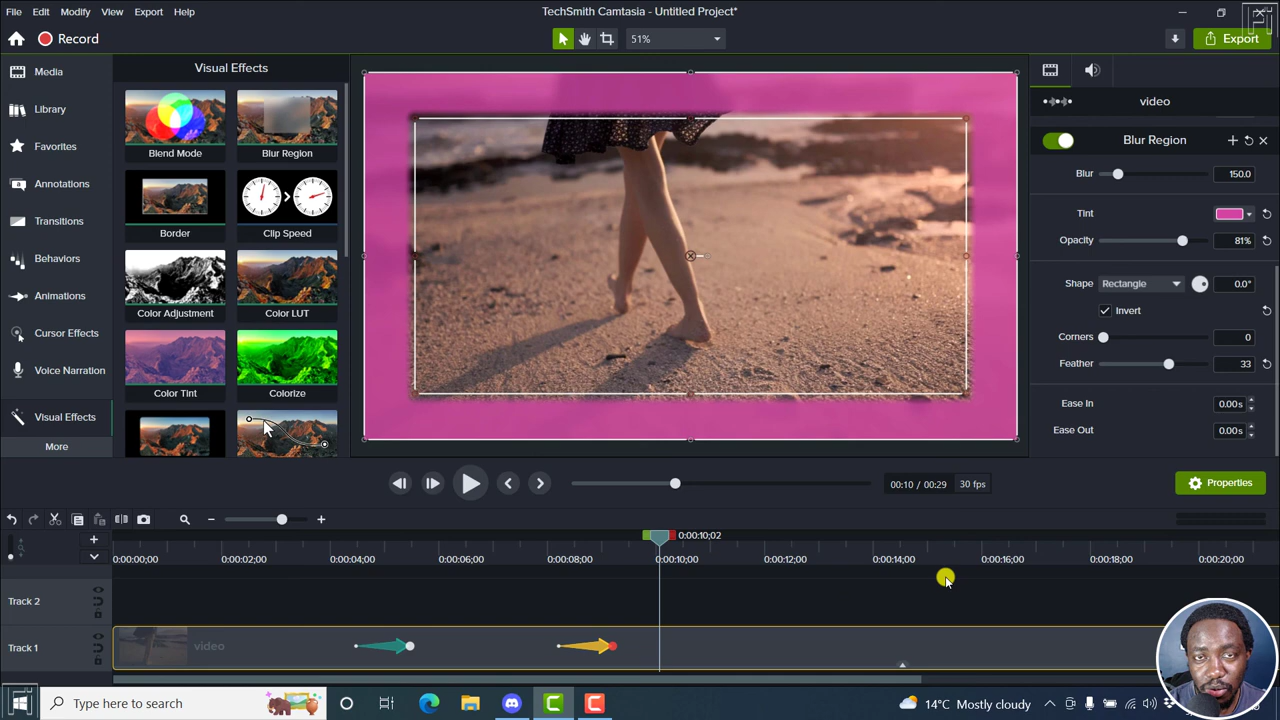 TechSmith Camtasia - Untitled Project*
File Edit Modify View Export Help
Record
51%
Export
Media
Library
Favorites
Annotations
Transitions
Behaviors
Animations
Cursor Effects
Voice Narration
Visual Effects
More
Visual Effects
Blend Mode
Blur Region
Border
Clip Speed
Color Adjustment
Color LUT
Color Tint
Colorize
video
Blur Region
Blur 150.0
Tint
Opacity 81%
Shape Rectangle 0.0°
Invert
Corners 0
Feather 33
Ease In 0.00s
Ease Out 0.00s
00:10 / 00:29 30 fps
Properties
0:00:10;02
0:00:00;00 0:00:02;00 0:00:04;00 0:00:06;00 0:00:08;00 0:00:10;00 0:00:12;00 0:00:14;00 0:00:16;00 0:00:18;00 0:00:20;00
Track 2
Track 1
video
Type here to search
14°C Mostly cloudy